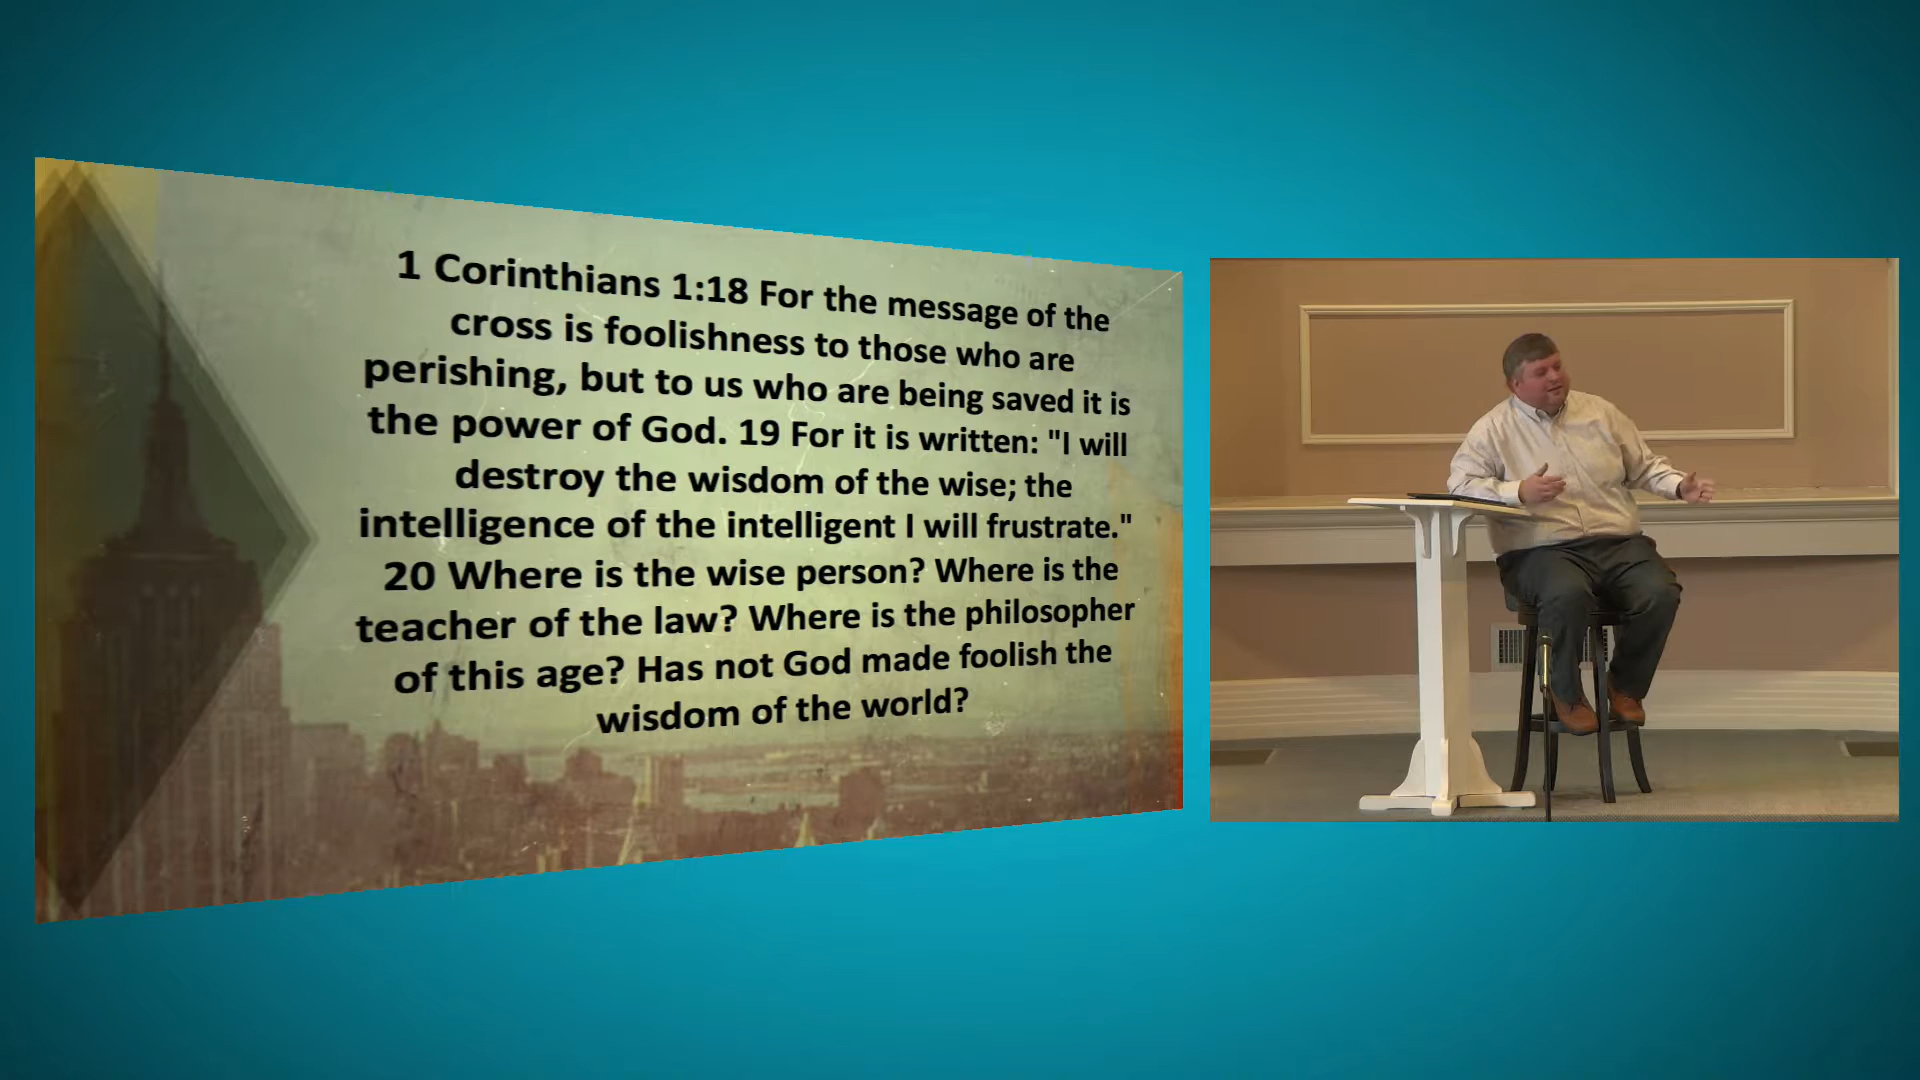 1 Corinthians 1:18 For the message of the
cross is foolishness to those who are
perishing, but to us who are being saved it is
the power of God. 19 For it is written: "I will
destroy the wisdom of the wise; the
intelligence of the intelligent I will frustrate."
20 Where is the wise person? Where is the
teacher of the law? Where is the philosopher
of this age? Has not God made foolish the
wisdom of the world?